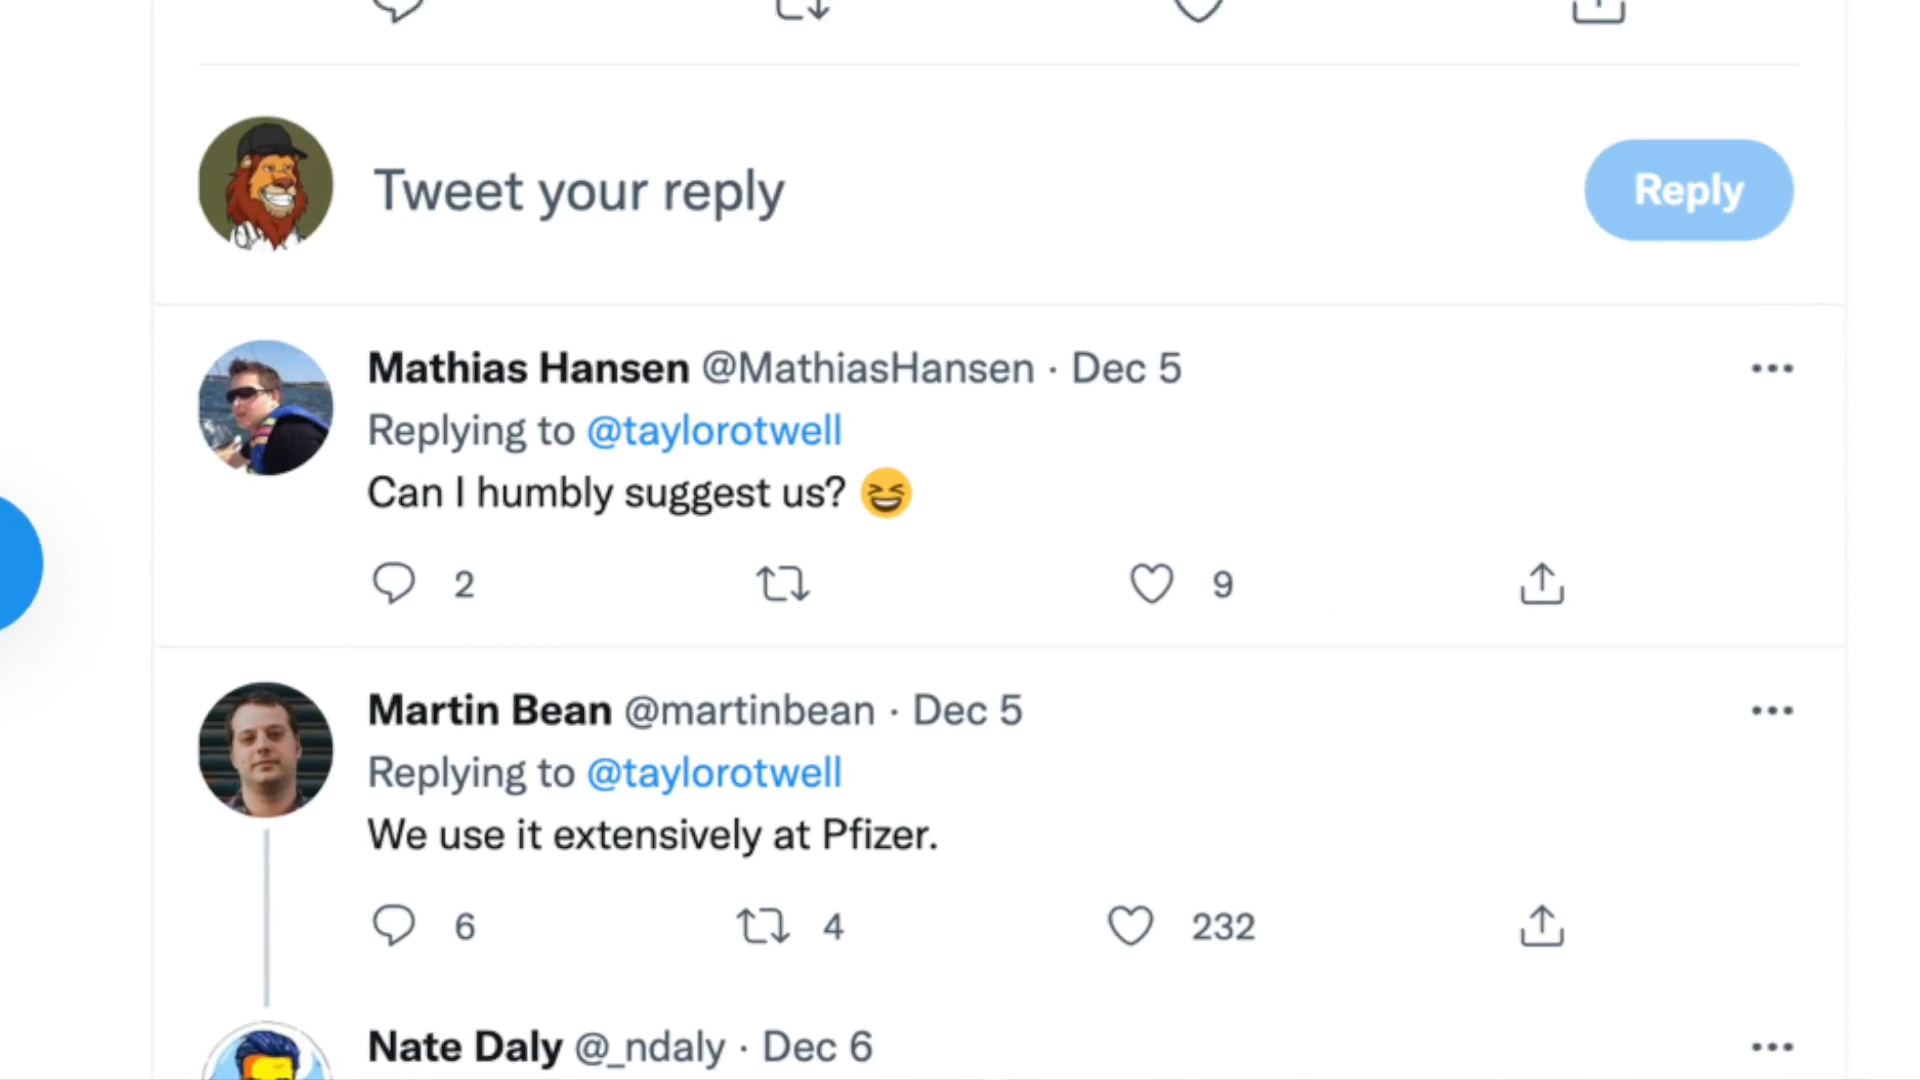 Tweet your reply
Reply
Mathias Hansen @MathiasHansen · Dec 5
Replying to @taylorotwell
Can I humbly suggest us? 😆
2
9
Martin Bean @martinbean · Dec 5
Replying to @taylorotwell
We use it extensively at Pfizer.
6
4
232
Nate Daly @_ndaly · Dec 6